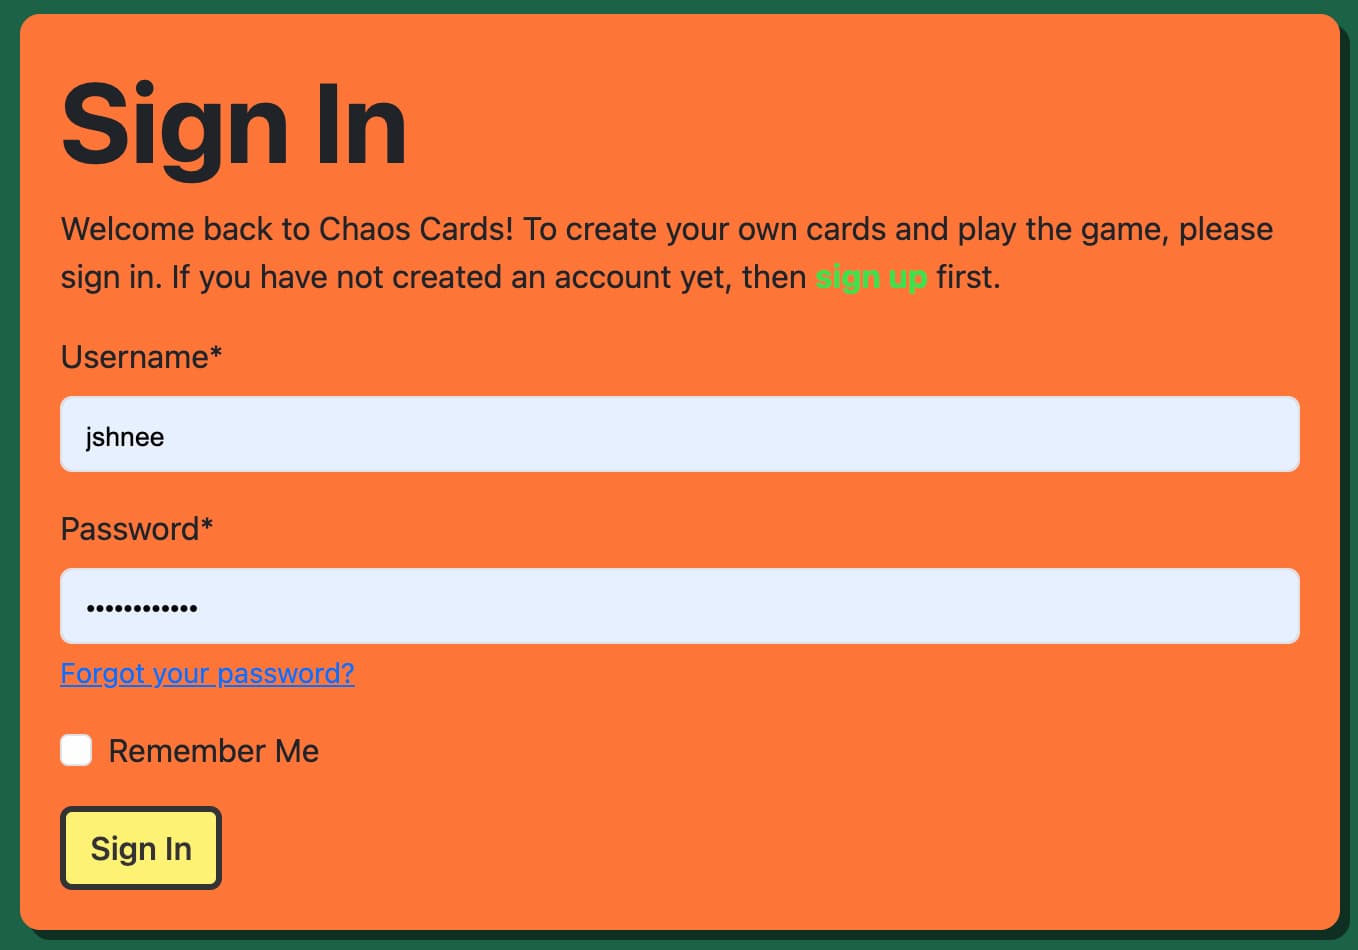 Sign In
Welcome back to Chaos Cards! To create your own cards and play the game, please
sign in. If you have not created an account yet, then sign up first.
Username*
jshnee
Password*
••••••••••••
Forgot your password?
Remember Me
Sign In